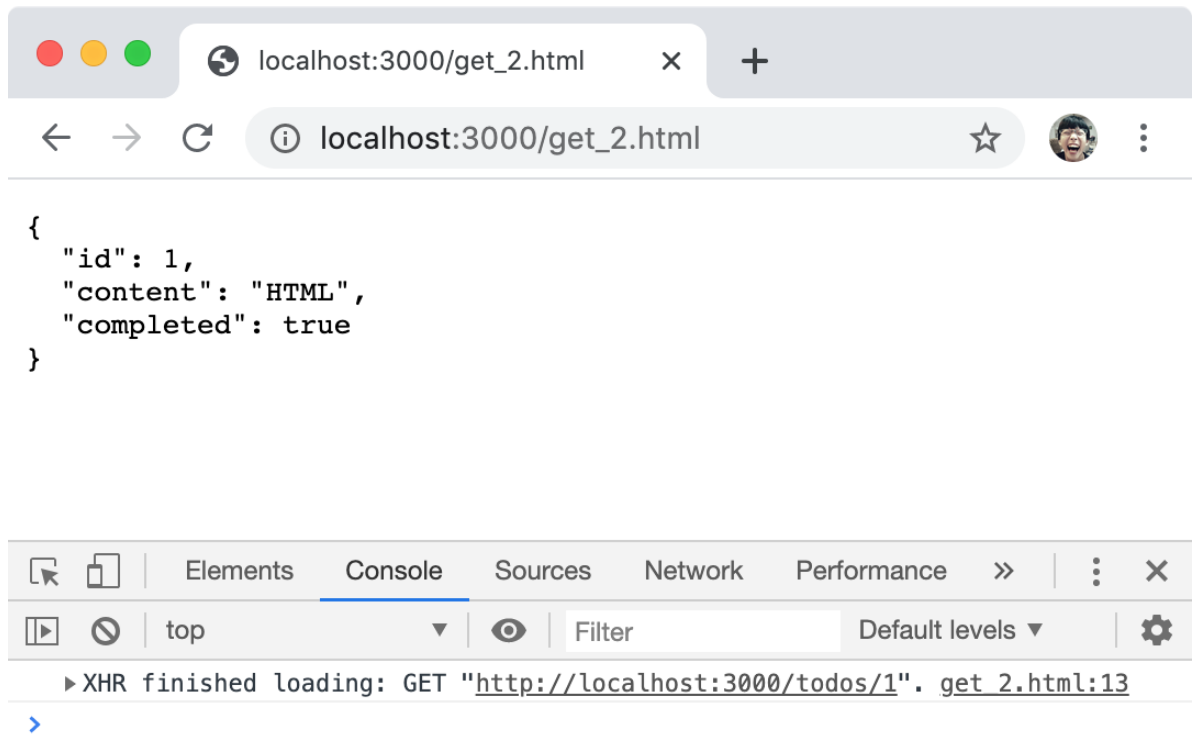 localhost:3000/get_2.html
localhost:3000/get_2.html
{
  "id": 1,
  "content": "HTML",
  "completed": true
}
Elements Console Sources Network Performance
top Filter Default levels
XHR finished loading: GET "http://localhost:3000/todos/1". get_2.html:13